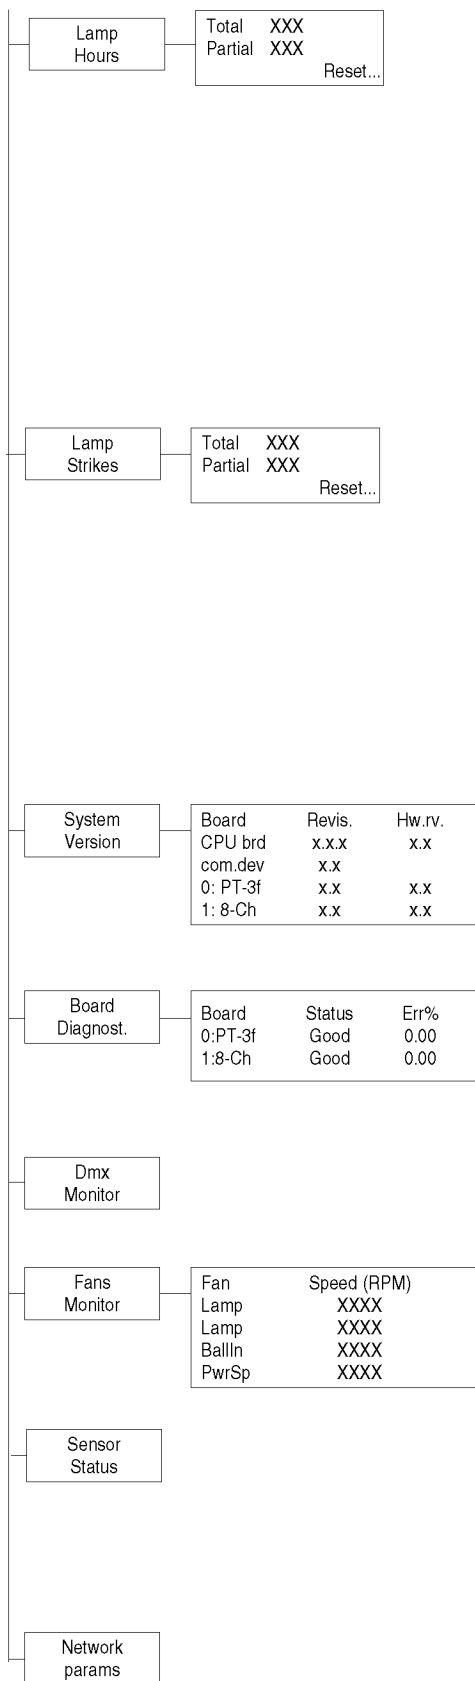 Lamp
Hours
Total XXX
Partial XXX
Reset...
Lamp
Strikes
Total XXX
Partial XXX
Reset...
System
Version
Board Revis. Hw.rv.
CPU brd x.x.x x.x
com.dev x.x
0: PT-3f x.x x.x
1: 8-Ch x.x x.x
Board
Diagnost.
Board Status Err%
0:PT-3f Good 0.00
1:8-Ch Good 0.00
Dmx
Monitor
Fans
Monitor
Fan Speed (RPM)
Lamp XXXX
Lamp XXXX
BallIn XXXX
PwrSp XXXX
Sensor
Status
Network
params